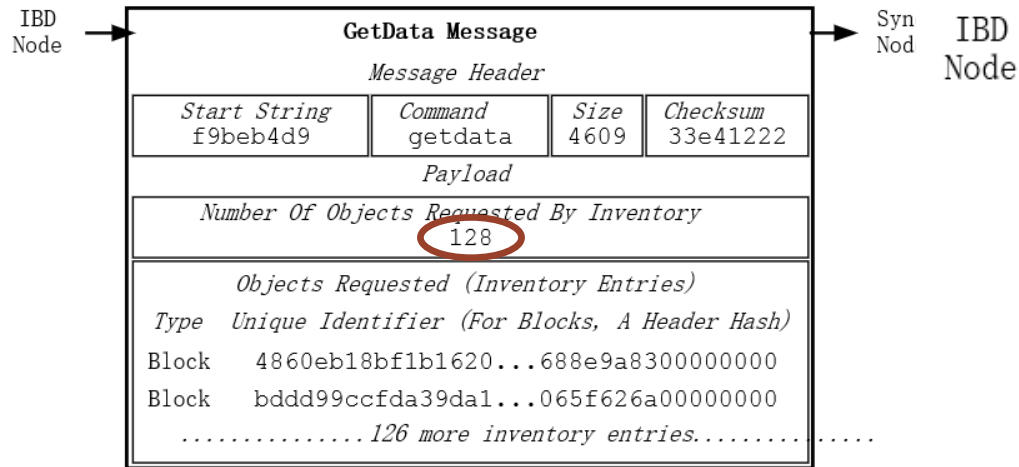 IBD
Node
GetData Message
Syn
Nod
IBD
Node
Message Header
Start String Command Size Checksum
f9beb4d9 getdata 4609 33e41222
Payload
Number Of Objects Requested By Inventory
128
Objects Requested (Inventory Entries)
Type Unique Identifier (For Blocks, A Header Hash)
Block 4860eb18bf1b1620...688e9a8300000000
Block bddd99ccfda39da1...065f626a00000000
...............126 more inventory entries...............